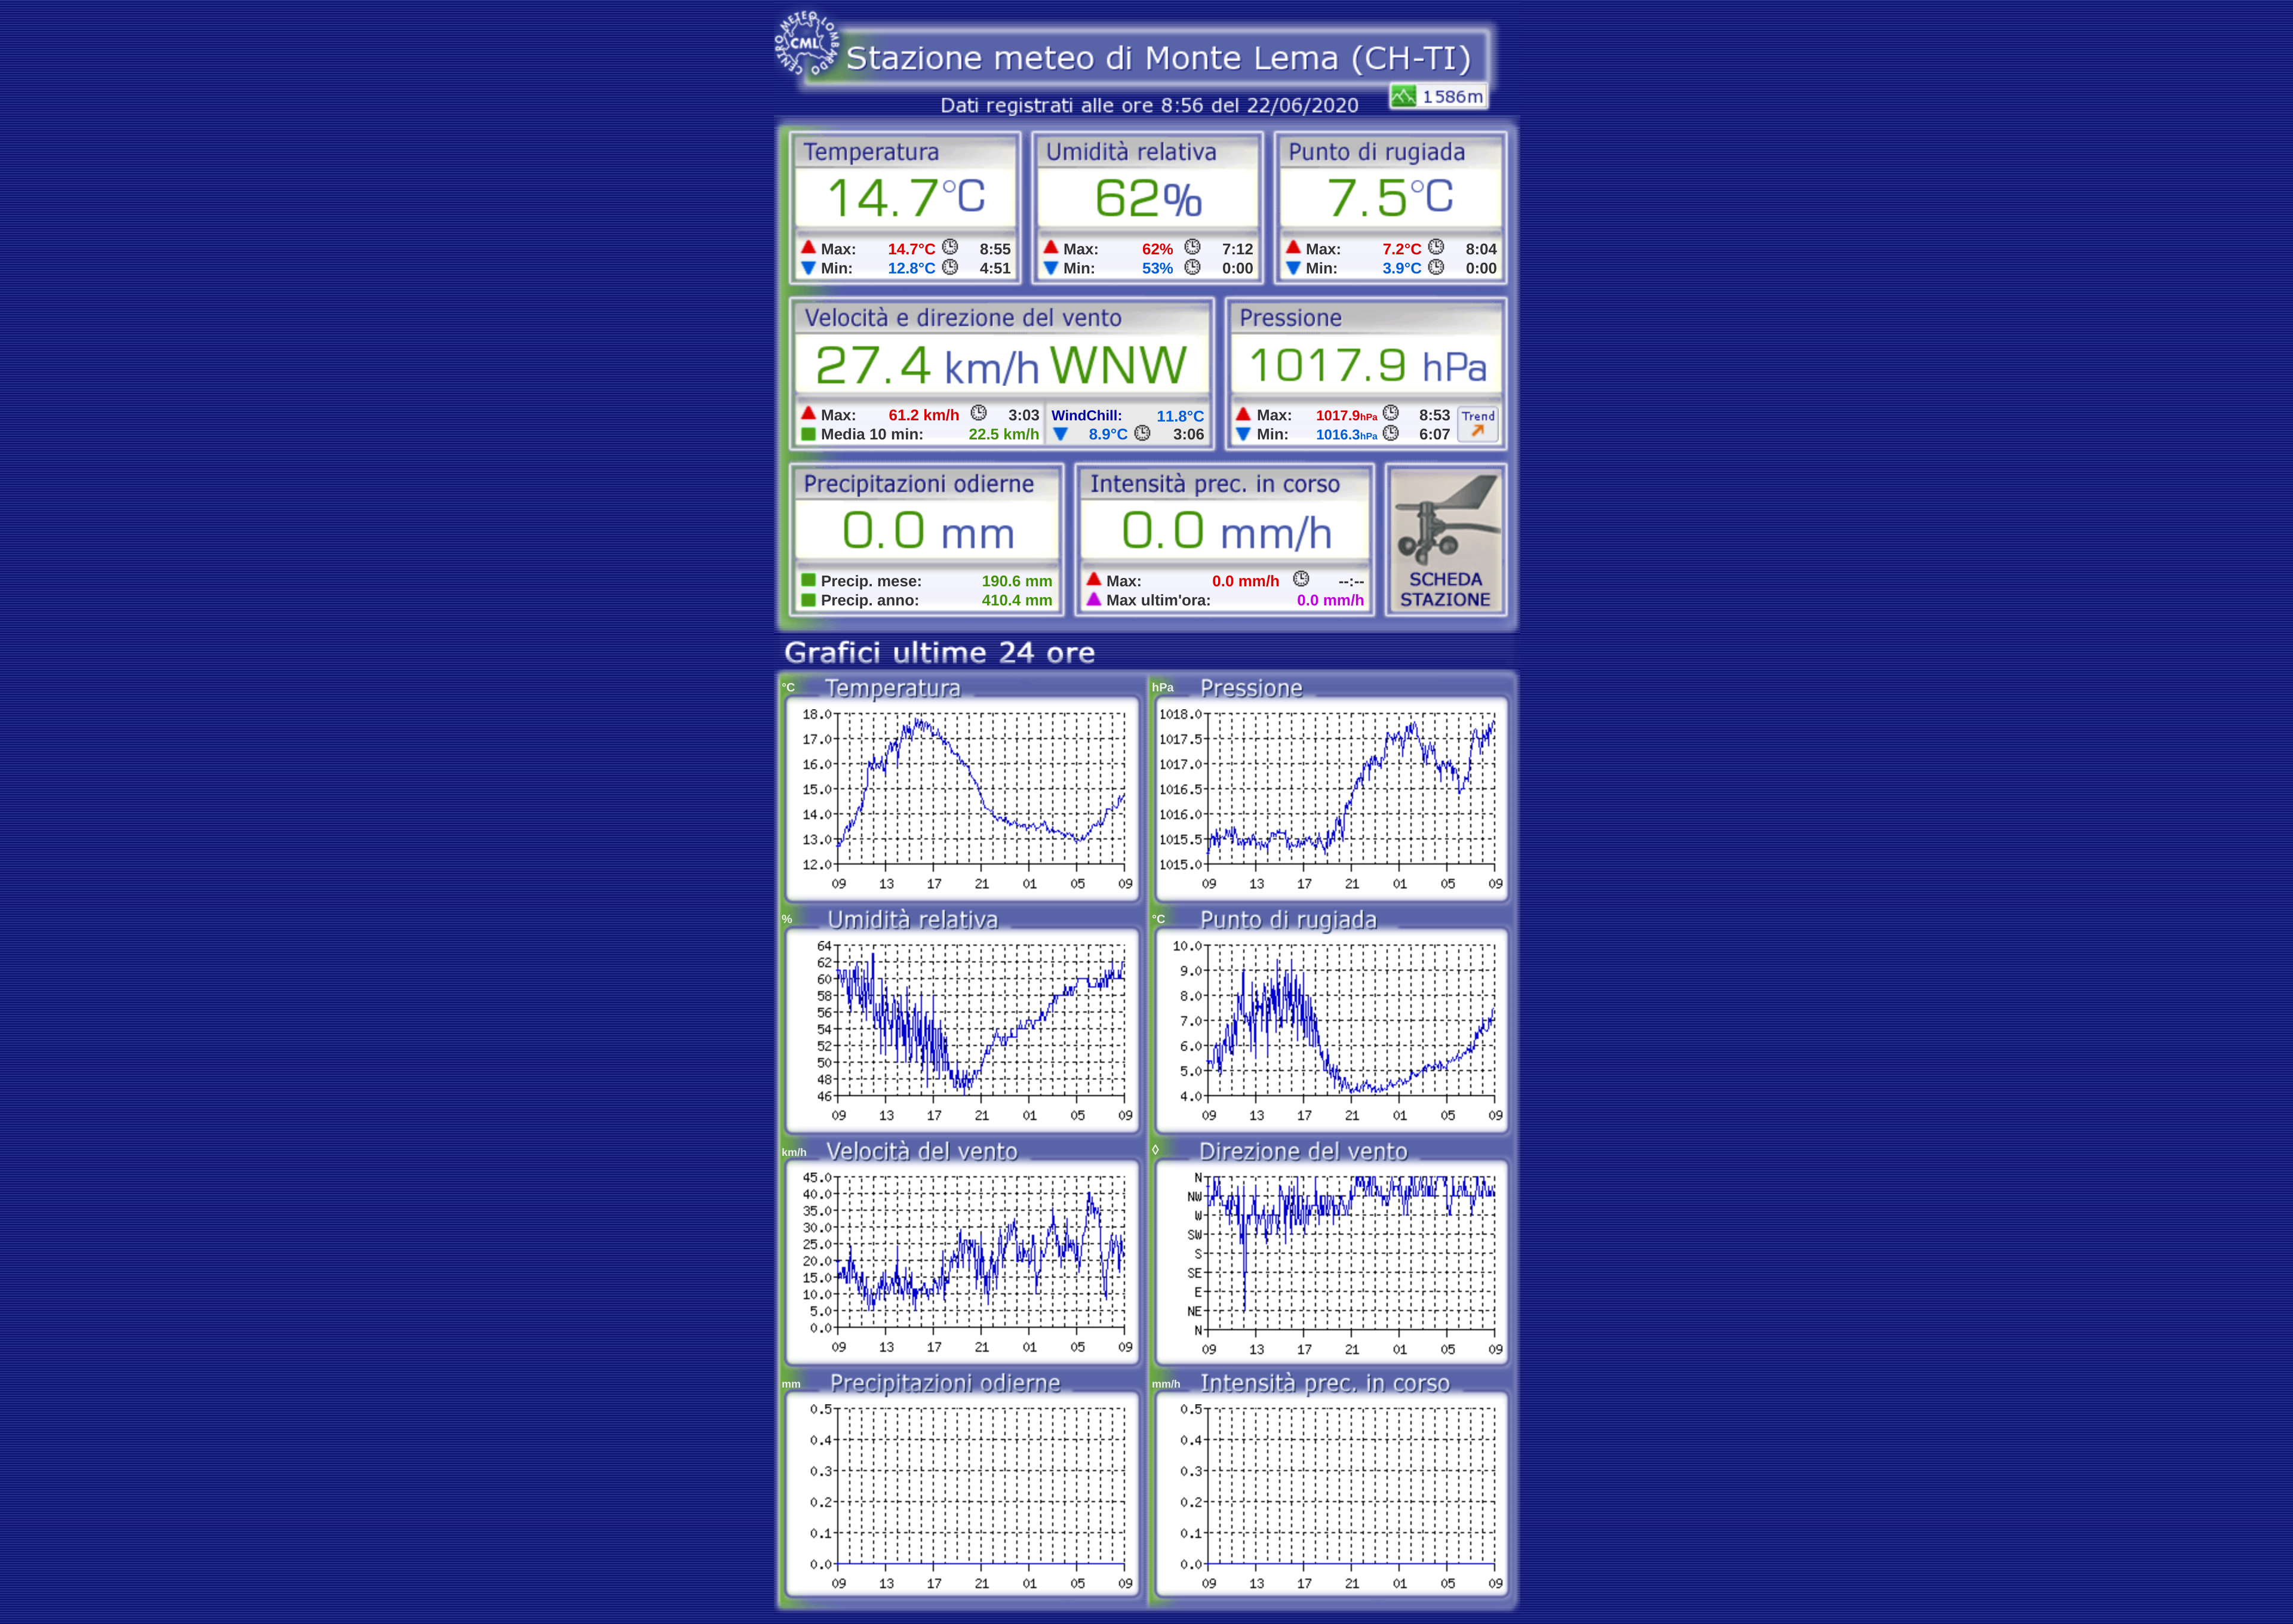 CENTRO METEO LOMBARDO
CML
Stazione meteo di Monte Lema (CH-TI)
1586m
Dati registrati alle ore 8:56 del 22/06/2020
Temperatura
14.7°C
Max: 14.7°C 8:55
Min: 12.8°C 4:51
Umidità relativa
62%
Max: 62% 7:12
Min: 53% 0:00
Punto di rugiada
7.5°C
Max: 7.2°C 8:04
Min: 3.9°C 0:00
Velocità e direzione del vento
27.4 km/h WNW
Max: 61.2 km/h 3:03
Media 10 min: 22.5 km/h
WindChill: 11.8°C
8.9°C 3:06
Pressione
1017.9 hPa
Max: 1017.9hPa 8:53
Min: 1016.3hPa 6:07
Trend
Precipitazioni odierne
0.0 mm
Precip. mese: 190.6 mm
Precip. anno: 410.4 mm
Intensità prec. in corso
0.0 mm/h
Max: 0.0 mm/h --:--
Max ultim'ora: 0.0 mm/h
SCHEDA
STAZIONE
Grafici ultime 24 ore
°C Temperatura
18.0
17.0
16.0
15.0
14.0
13.0
12.0
09 13 17 21 01 05 09
hPa Pressione
1018.0
1017.5
1017.0
1016.5
1016.0
1015.5
1015.0
09 13 17 21 01 05 09
% Umidità relativa
64
62
60
58
56
54
52
50
48
46
09 13 17 21 01 05 09
°C Punto di rugiada
10.0
9.0
8.0
7.0
6.0
5.0
4.0
09 13 17 21 01 05 09
km/h Velocità del vento
45.0
40.0
35.0
30.0
25.0
20.0
15.0
10.0
5.0
0.0
09 13 17 21 01 05 09
◊ Direzione del vento
N
NW
W
SW
S
SE
E
NE
N
09 13 17 21 01 05 09
mm Precipitazioni odierne
0.5
0.4
0.3
0.2
0.1
0.0
09 13 17 21 01 05 09
mm/h Intensità prec. in corso
0.5
0.4
0.3
0.2
0.1
0.0
09 13 17 21 01 05 09